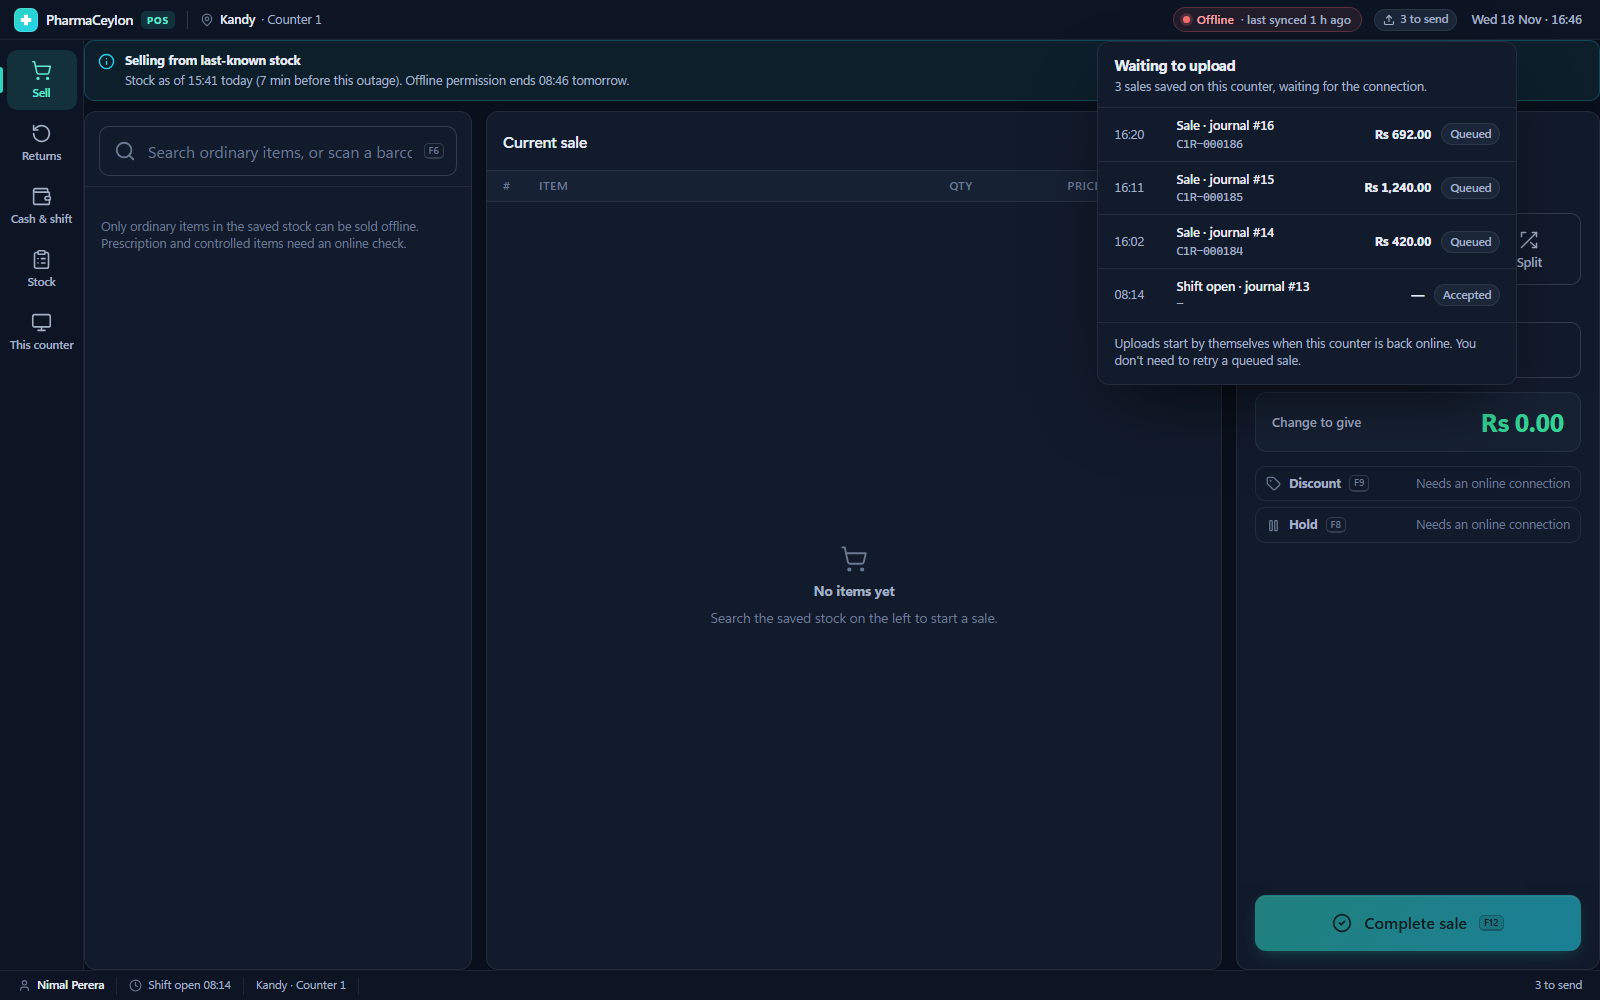 PharmaCeylon POS
Kandy · Counter 1
Offline · last synced 1 h ago
3 to send
Wed 18 Nov · 16:46
Sell
Returns
Cash & shift
Stock
This counter
Selling from last-known stock
Stock as of 15:41 today (7 min before this outage). Offline permission ends 08:46 tomorrow.
Search ordinary items, or scan a barcc F6
Only ordinary items in the saved stock can be sold offline.
Prescription and controlled items need an online check.
Current sale
# ITEM QTY PRIC
No items yet
Search the saved stock on the left to start a sale.
Waiting to upload
3 sales saved on this counter, waiting for the connection.
16:20 Sale · journal #16 Rs 692.00 Queued
C1R-000186
16:11 Sale · journal #15 Rs 1,240.00 Queued
C1R-000185
16:02 Sale · journal #14 Rs 420.00 Queued
C1R-000184
08:14 Shift open · journal #13 — Accepted
–
Uploads start by themselves when this counter is back online. You
don't need to retry a queued sale.
Split
Change to give Rs 0.00
Discount F9 Needs an online connection
Hold F8 Needs an online connection
Complete sale F12
Nimal Perera
Shift open 08:14
Kandy · Counter 1
3 to send